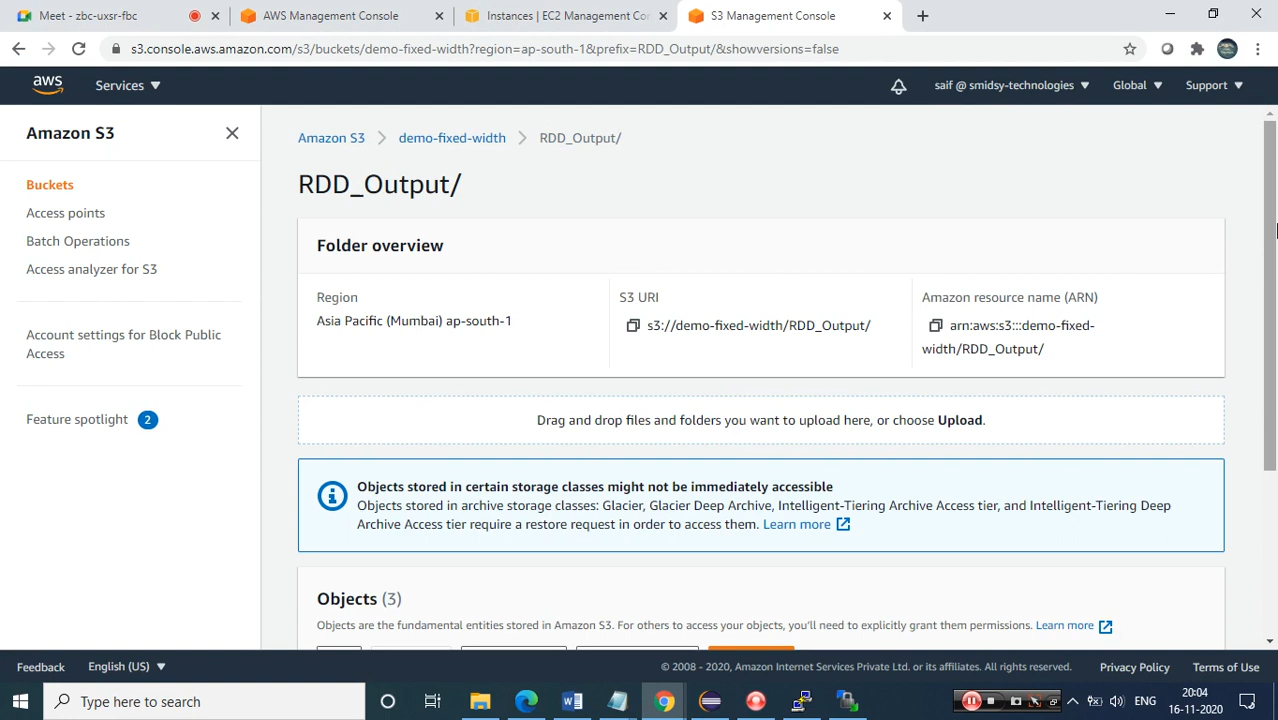 Meet - zbc-uxsr-fbc
AWS Management Console
Instances | EC2 Management Con
S3 Management Console
s3.console.aws.amazon.com/s3/buckets/demo-fixed-width?region=ap-south-1&prefix=RDD_Output/&showversions=false
aws
Services
saif @ smidsy-technologies
Global
Support
Amazon S3
Buckets
Access points
Batch Operations
Access analyzer for S3
Account settings for Block Public
Access
Feature spotlight 2
Amazon S3 > demo-fixed-width > RDD_Output/
RDD_Output/
Folder overview
Region
Asia Pacific (Mumbai) ap-south-1
S3 URI
s3://demo-fixed-width/RDD_Output/
Amazon resource name (ARN)
arn:aws:s3:::demo-fixed-
width/RDD_Output/
Drag and drop files and folders you want to upload here, or choose Upload.
Objects stored in certain storage classes might not be immediately accessible
Objects stored in archive storage classes: Glacier, Glacier Deep Archive, Intelligent-Tiering Archive Access tier, and Intelligent-Tiering Deep
Archive Access tier require a restore request in order to access them. Learn more
Objects (3)
Objects are the fundamental entities stored in Amazon S3. For others to access your objects, you'll need to explicitly grant them permissions. Learn more
Feedback
English (US)
© 2008 - 2020, Amazon Internet Services Private Ltd. or its affiliates. All rights reserved.
Privacy Policy
Terms of Use
Type here to search
ENG
20:04
16-11-2020